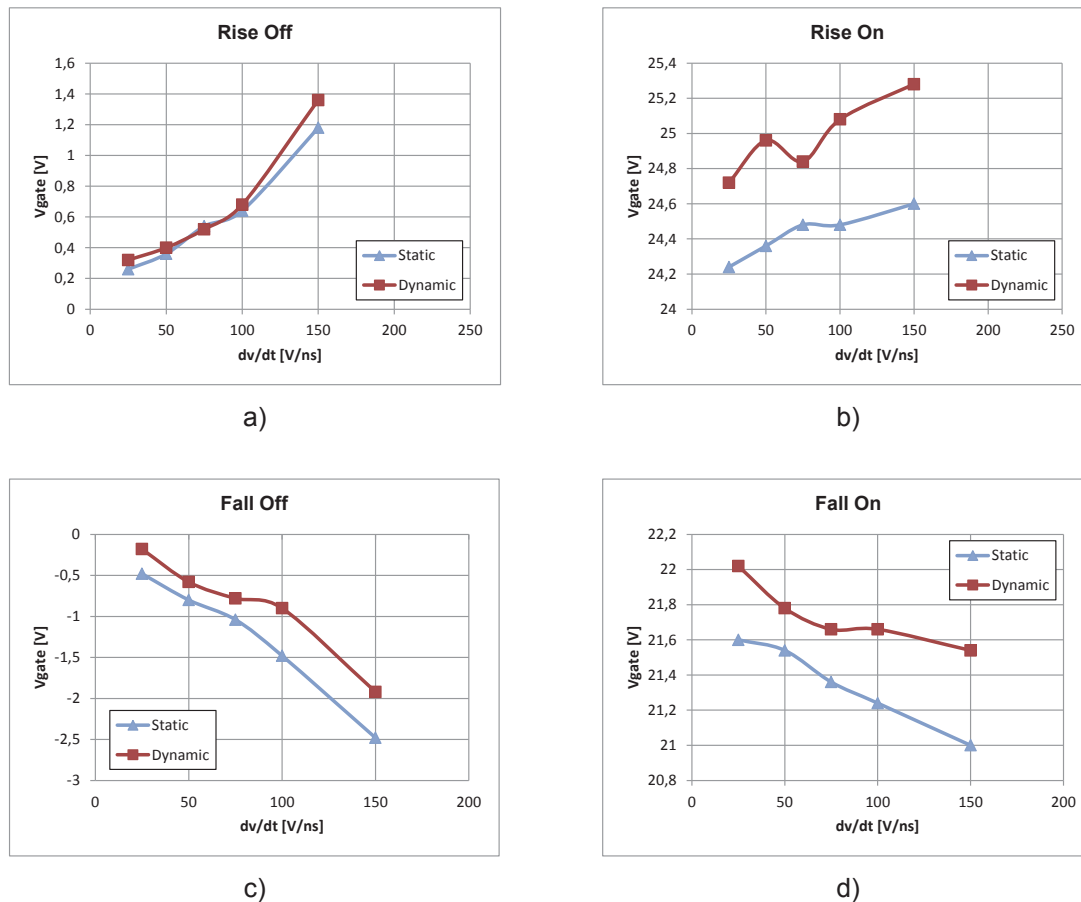 Rise Off
Vgate [V]
1,6
1,4
1,2
1
0,8
0,6
0,4
0,2
0
0 50 100 150 200 250
dv/dt [V/ns]
Static
Dynamic
a)
Rise On
Vgate [V]
25,4
25,2
25
24,8
24,6
24,4
24,2
24
0 50 100 150 200 250
dv/dt [V/ns]
Static
Dynamic
b)
Fall Off
Vgate [V]
0
-0,5
-1
-1,5
-2
-2,5
-3
0 50 100 150 200
dv/dt [V/ns]
Static
Dynamic
c)
Fall On
Vgate [V]
22,2
22
21,8
21,6
21,4
21,2
21
20,8
0 50 100 150 200
dv/dt [V/ns]
Static
Dynamic
d)